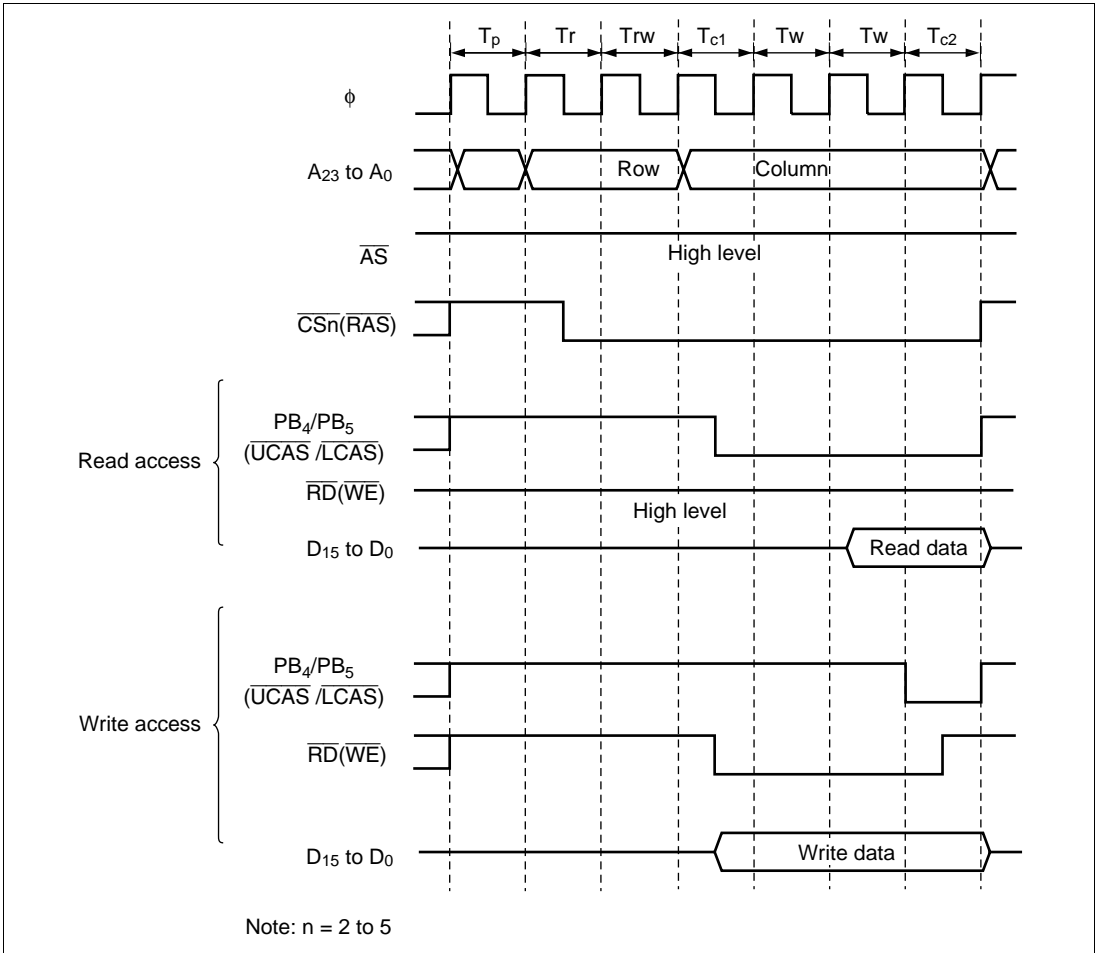 Tp Tr Trw Tc1 Tw Tw Tc2
φ
A23 to A0 Row Column
AS High level
CSn(RAS)
PB4/PB5
(UCAS /LCAS)
Read access
RD(WE)
High level
D15 to D0 Read data
PB4/PB5
(UCAS /LCAS)
Write access
RD(WE)
D15 to D0 Write data
Note: n = 2 to 5